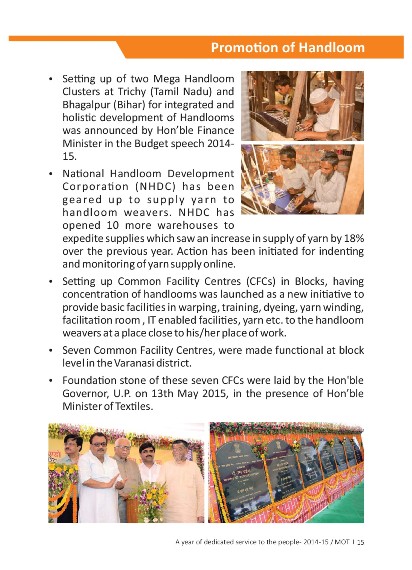 Promotion of Handloom
• Setting up of two Mega Handloom
Clusters at Trichy (Tamil Nadu) and
Bhagalpur (Bihar) for integrated and
holistic development of Handlooms
was announced by Hon'ble Finance
Minister in the Budget speech 2014-
15.
• National Handloom Development
Corporation (NHDC) has been
geared up to supply yarn to
handloom weavers. NHDC has
opened 10 more warehouses to
expedite supplies which saw an increase in supply of yarn by 18%
over the previous year. Action has been initiated for indenting
and monitoring of yarn supply online.
• Setting up Common Facility Centres (CFCs) in Blocks, having
concentration of handlooms was launched as a new initiative to
provide basic facilities in warping, training, dyeing, yarn winding,
facilitation room , IT enabled facilities, yarn etc. to the handloom
weavers at a place close to his/her place of work.
• Seven Common Facility Centres, were made functional at block
level in the Varanasi district.
• Foundation stone of these seven CFCs were laid by the Hon'ble
Governor, U.P. on 13th May 2015, in the presence of Hon'ble
Minister of Textiles.
A year of dedicated service to the people- 2014-15 / MOT I 15